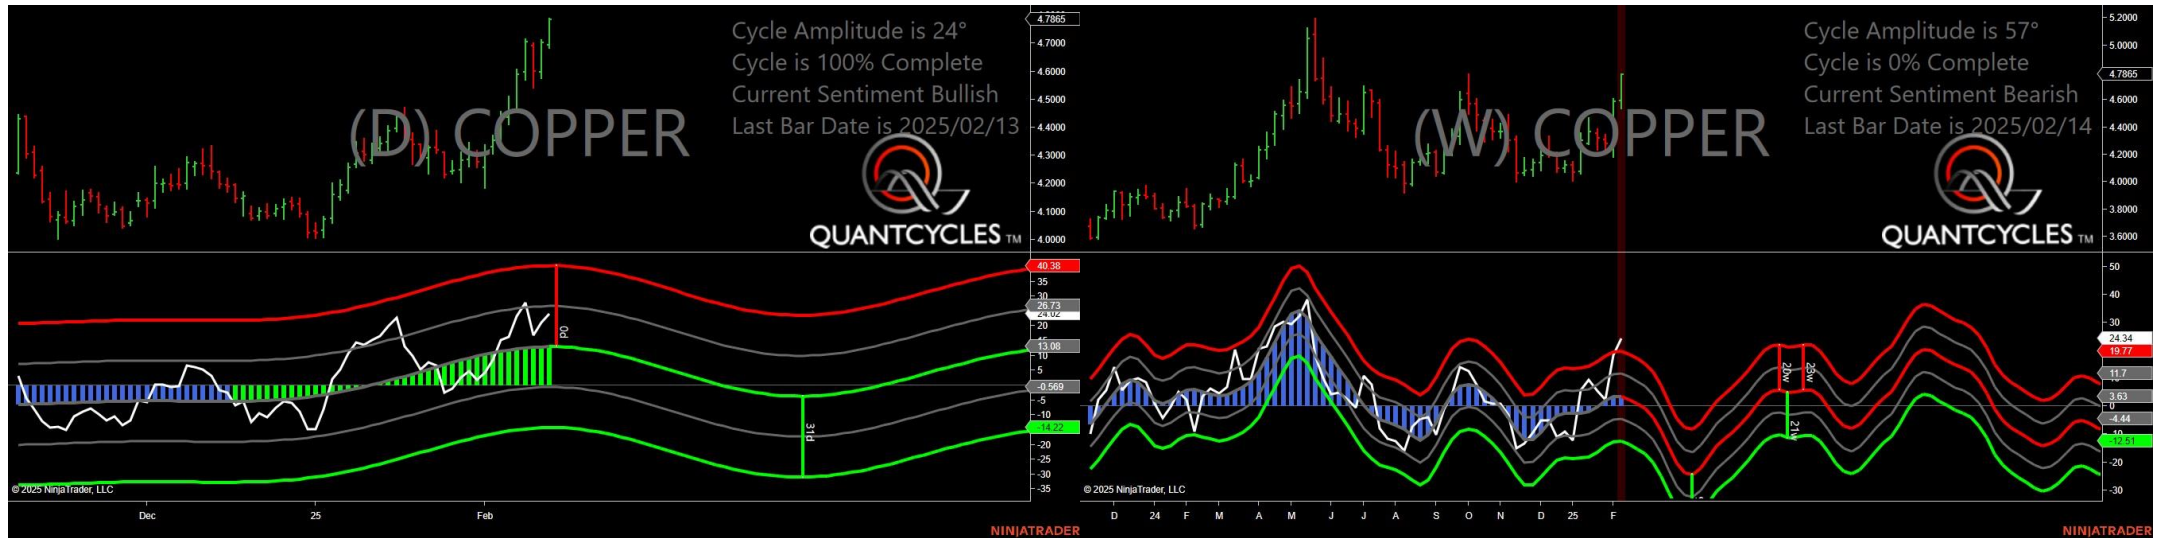 Cycle Amplitude is 24°
Cycle is 100% Complete
Current Sentiment Bullish
Last Bar Date is 2025/02/13
(D) COPPER
QUANTCYCLES TM
4.7865
4.7000
4.6000
4.5000
4.4000
4.3000
4.2000
4.1000
4.0000
40.38
35
30
26.73
24.02
20
15
13.08
10
5
-0.569
-5
-10
-14.22
-20
-25
-30
-35
0d
31d
© 2025 NinjaTrader, LLC
Dec
25
Feb
NINJATRADER
Cycle Amplitude is 57°
Cycle is 0% Complete
Current Sentiment Bearish
Last Bar Date is 2025/02/14
(W) COPPER
QUANTCYCLES TM
5.2000
5.0000
4.7865
4.6000
4.4000
4.2000
4.0000
3.8000
3.6000
50
40
30
24.34
19.77
11.7
3.63
0
-4.44
-12.51
-20
-30
20w
23w
21w
© 2025 NinjaTrader, LLC
D 24 F M A M J J A S O N D 25 F
NINJATRADER